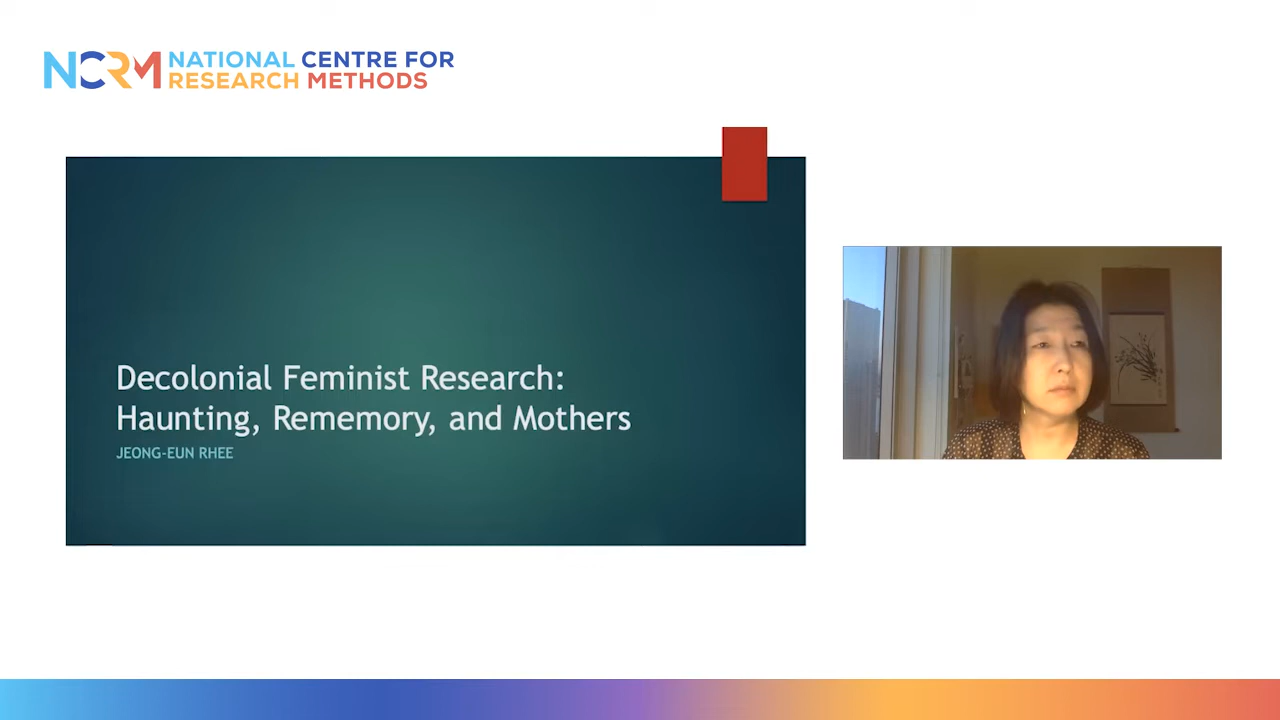 NCRM NATIONAL CENTRE FOR
RESEARCH METHODS
Decolonial Feminist Research:
Haunting, Rememory, and Mothers
JEONG-EUN RHEE